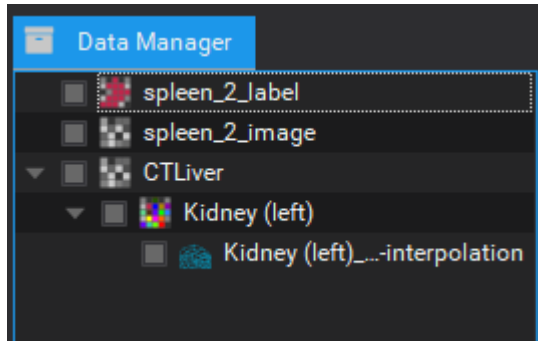 Data Manager
spleen_2_label
spleen_2_image
CTLiver
Kidney (left)
Kidney (left)_...-interpolation